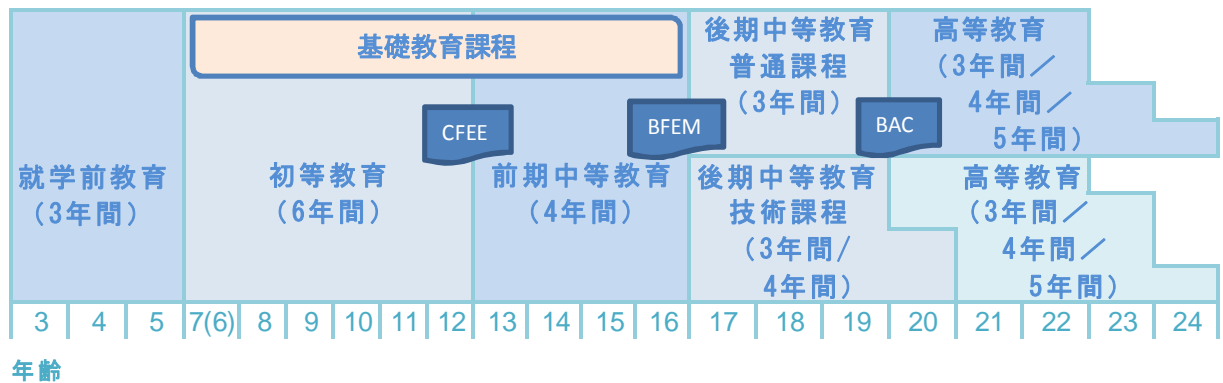 基礎教育課程
就学前教育
（3年間）
初等教育
（6年間）
CFEE
前期中等教育
（4年間）
BFEM
後期中等教育
普通課程
（3年間）
BAC
後期中等教育
技術課程
（3年間/
4年間）
高等教育
（3年間／
4年間／
5年間）
高等教育
（3年間／
4年間／
5年間）
3 4 5 7(6) 8 9 10 11 12 13 14 15 16 17 18 19 20 21 22 23 24
年齢